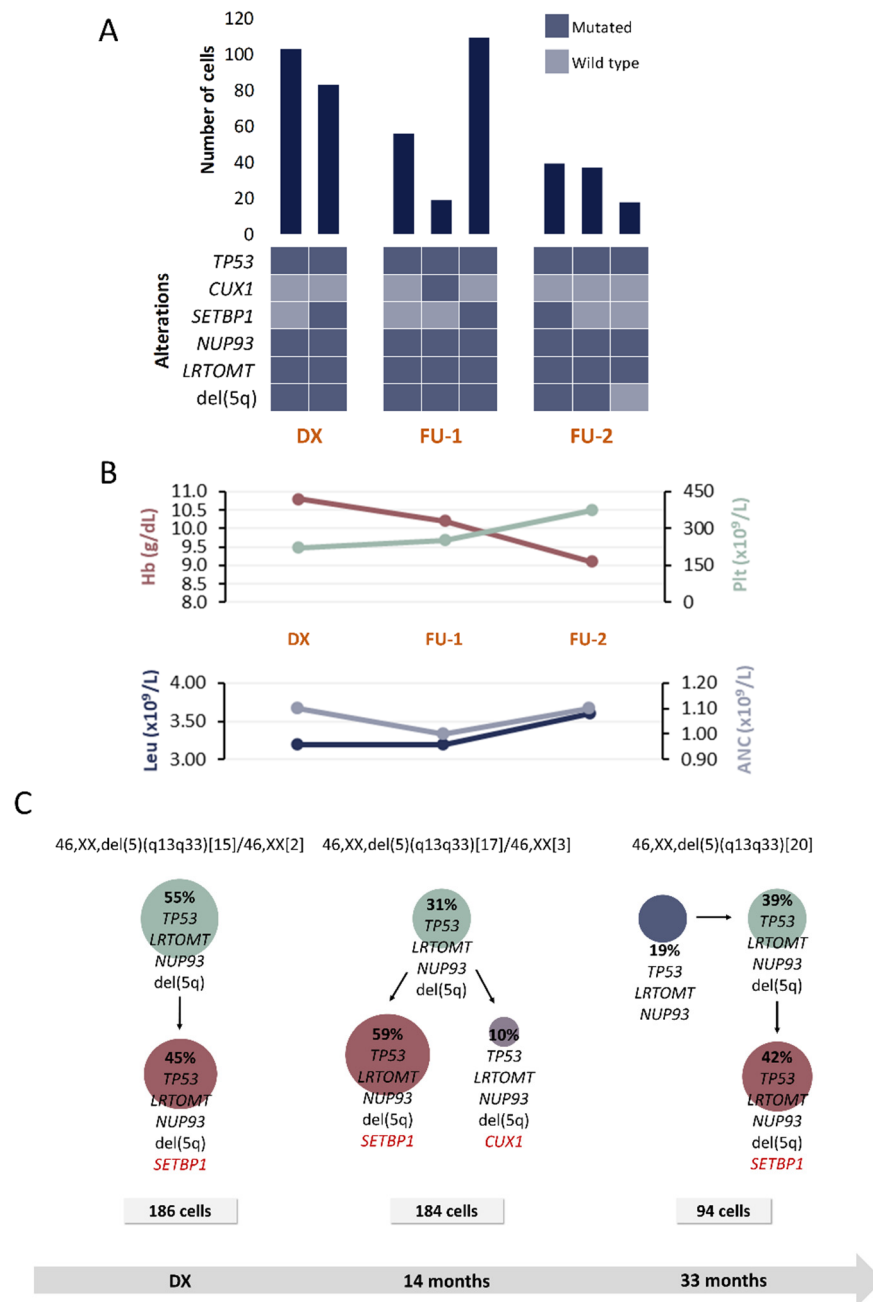 A
120
100
80
60
40
20
0
Number of cells
Mutated
Wild type
Alterations
TP53
CUX1
SETBP1
NUP93
LRTOMT
del(5q)
DX FU-1 FU-2
B
Hb (g/dL)
11.0
10.5
10.0
9.5
9.0
8.5
8.0
450
300
150
0
Plt (x10⁹/L)
DX FU-1 FU-2
Leu (x10⁹/L)
4.00
3.50
3.00
1.20
1.10
1.00
0.90
ANC (x10⁹/L)
C
46,XX,del(5)(q13q33)[15]/46,XX[2]
55%
TP53
LRTOMT
NUP93
del(5q)
45%
TP53
LRTOMT
NUP93
del(5q)
SETBP1
186 cells
46,XX,del(5)(q13q33)[17]/46,XX[3]
31%
TP53
LRTOMT
NUP93
del(5q)
59%
TP53
LRTOMT
NUP93
del(5q)
SETBP1
10%
TP53
LRTOMT
NUP93
del(5q)
CUX1
184 cells
46,XX,del(5)(q13q33)[20]
19%
TP53
LRTOMT
NUP93
39%
TP53
LRTOMT
NUP93
del(5q)
42%
TP53
LRTOMT
NUP93
del(5q)
SETBP1
94 cells
DX 14 months 33 months